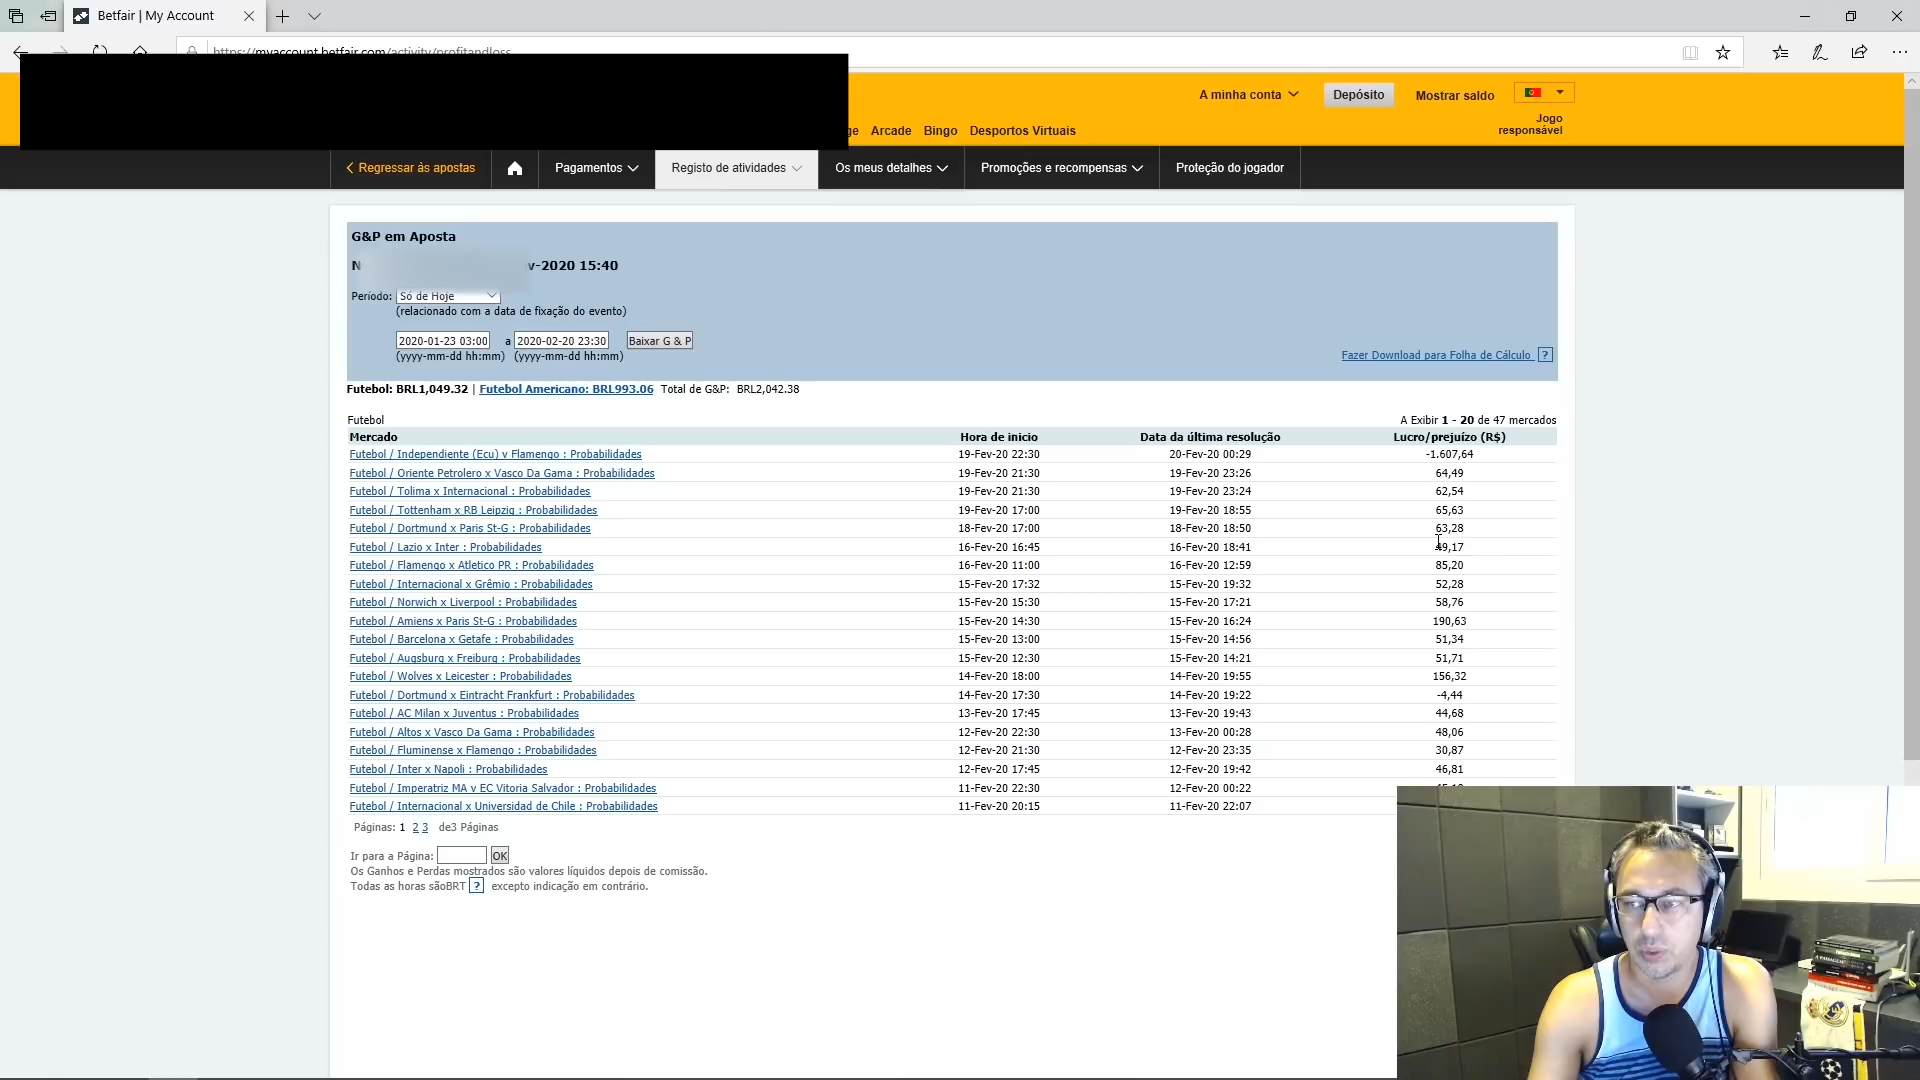 Betfair | My Account
https://myaccount.betfair.com/activity/profitandloss
A minha conta
Depósito
Mostrar saldo
Jogo
responsável
ge Arcade Bingo Desportos Virtuais
Regressar às apostas
Pagamentos
Registo de atividades
Os meus detalhes
Promoções e recompensas
Proteção do jogador
G&P em Aposta
N v-2020 15:40
Período: Só de Hoje
(relacionado com a data de fixação do evento)
2020-01-23 03:00 a 2020-02-20 23:30 Baixar G & P
(yyyy-mm-dd hh:mm) (yyyy-mm-dd hh:mm)
Fazer Download para Folha de Cálculo ?
Futebol: BRL1,049.32 | Futebol Americano: BRL993.06 Total de G&P: BRL2,042.38
Futebol A Exibir 1 - 20 de 47 mercados
Mercado Hora de inicio Data da última resolução Lucro/prejuízo (R$)
Futebol / Independiente (Ecu) v Flamengo : Probabilidades 19-Fev-20 22:30 20-Fev-20 00:29 -1.607,64
Futebol / Oriente Petrolero x Vasco Da Gama : Probabilidades 19-Fev-20 21:30 19-Fev-20 23:26 64,49
Futebol / Tolima x Internacional : Probabilidades 19-Fev-20 21:30 19-Fev-20 23:24 62,54
Futebol / Tottenham x RB Leipzig : Probabilidades 19-Fev-20 17:00 19-Fev-20 18:55 65,63
Futebol / Dortmund x Paris St-G : Probabilidades 18-Fev-20 17:00 18-Fev-20 18:50 63,28
Futebol / Lazio x Inter : Probabilidades 16-Fev-20 16:45 16-Fev-20 18:41 49,17
Futebol / Flamengo x Atletico PR : Probabilidades 16-Fev-20 11:00 16-Fev-20 12:59 85,20
Futebol / Internacional x Grêmio : Probabilidades 15-Fev-20 17:32 15-Fev-20 19:32 52,28
Futebol / Norwich x Liverpool : Probabilidades 15-Fev-20 15:30 15-Fev-20 17:21 58,76
Futebol / Amiens x Paris St-G : Probabilidades 15-Fev-20 14:30 15-Fev-20 16:24 190,63
Futebol / Barcelona x Getafe : Probabilidades 15-Fev-20 13:00 15-Fev-20 14:56 51,34
Futebol / Augsburg x Freiburg : Probabilidades 15-Fev-20 12:30 15-Fev-20 14:21 51,71
Futebol / Wolves x Leicester : Probabilidades 14-Fev-20 18:00 14-Fev-20 19:55 156,32
Futebol / Dortmund x Eintracht Frankfurt : Probabilidades 14-Fev-20 17:30 14-Fev-20 19:22 -4,44
Futebol / AC Milan x Juventus : Probabilidades 13-Fev-20 17:45 13-Fev-20 19:43 44,68
Futebol / Altos x Vasco Da Gama : Probabilidades 12-Fev-20 22:30 13-Fev-20 00:28 48,06
Futebol / Fluminense x Flamengo : Probabilidades 12-Fev-20 21:30 12-Fev-20 23:35 30,87
Futebol / Inter x Napoli : Probabilidades 12-Fev-20 17:45 12-Fev-20 19:42 46,81
Futebol / Imperatriz MA v EC Vitoria Salvador : Probabilidades 11-Fev-20 22:30 12-Fev-20 00:22
Futebol / Internacional x Universidad de Chile : Probabilidades 11-Fev-20 20:15 11-Fev-20 22:07
Páginas: 1 2 3 de3 Páginas
Ir para a Página: OK
Os Ganhos e Perdas mostrados são valores líquidos depois de comissão.
Todas as horas sãoBRT ? excepto indicação em contrário.